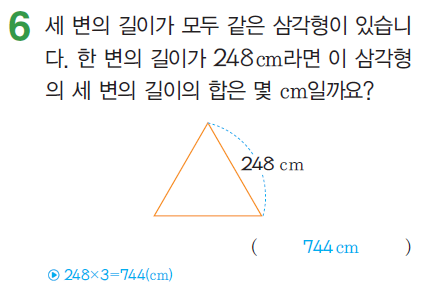 6 세 변의 길이가 모두 같은 삼각형이 있습니
다. 한 변의 길이가 248cm라면 이 삼각형
의 세 변의 길이의 합은 몇 cm일까요?
248 cm
( 744 cm )
▶ 248×3=744(cm)